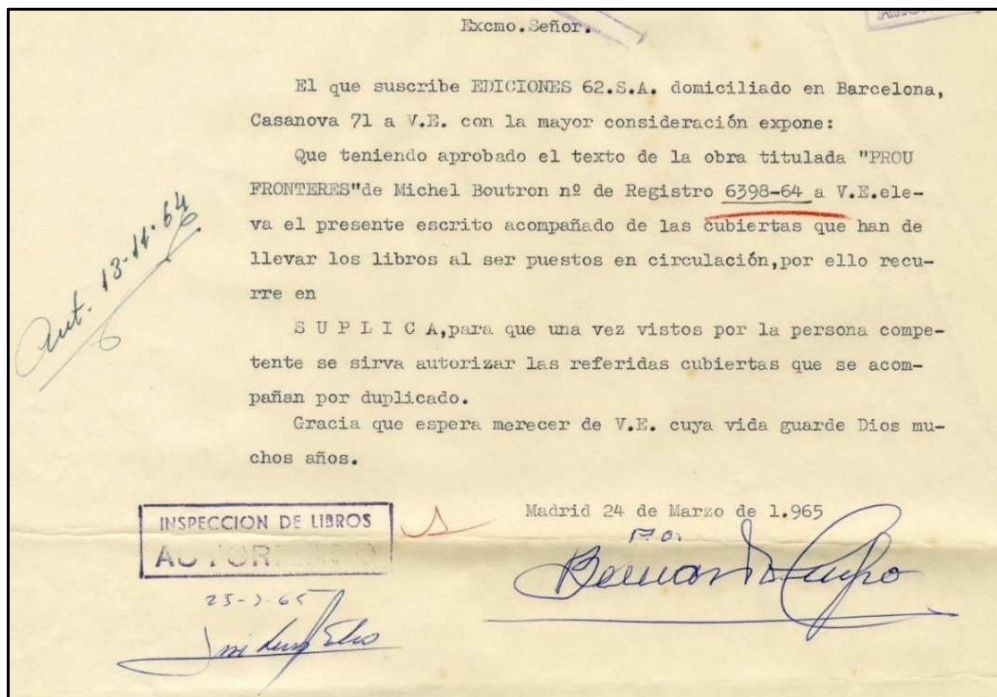 Excmo.Señor.
El que suscribe EDICIONES 62.S.A. domiciliado en Barcelona,
Casanova 71 a V.E. con la mayor consideración expone:
Que teniendo aprobado el texto de la obra titulada "PROU
FRONTERES"de Michel Boutron nº de Registro 6398-64 a V.E.ele-
va el presente escrito acompañado de las cubiertas que han de
llevar los libros al ser puestos en circulación,por ello recu-
rre en
S U P L I C A,para que una vez vistos por la persona compe-
tente se sirva autorizar las referidas cubiertas que se acom-
pañan por duplicado.
Gracia que espera merecer de V.E. cuya vida guarde Dios mu-
chos años.
Aut. 13-11-64
Madrid 24 de Marzo de 1.965
P.O.
INSPECCION DE LIBROS